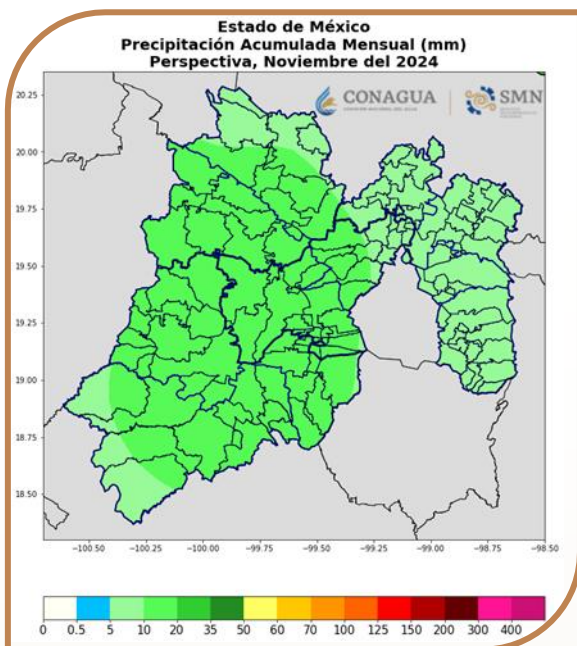 Estado de México
Precipitación Acumulada Mensual (mm)
Perspectiva, Noviembre del 2024
CONAGUA
SMN
20.25
20.00
19.75
19.50
19.25
19.00
18.75
18.50
−100.50 −100.25 −100.00 −99.75 −99.50 −99.25 −99.00 −98.75 −98.50
0 0.5 5 10 20 35 50 60 70 100 125 150 200 300 400